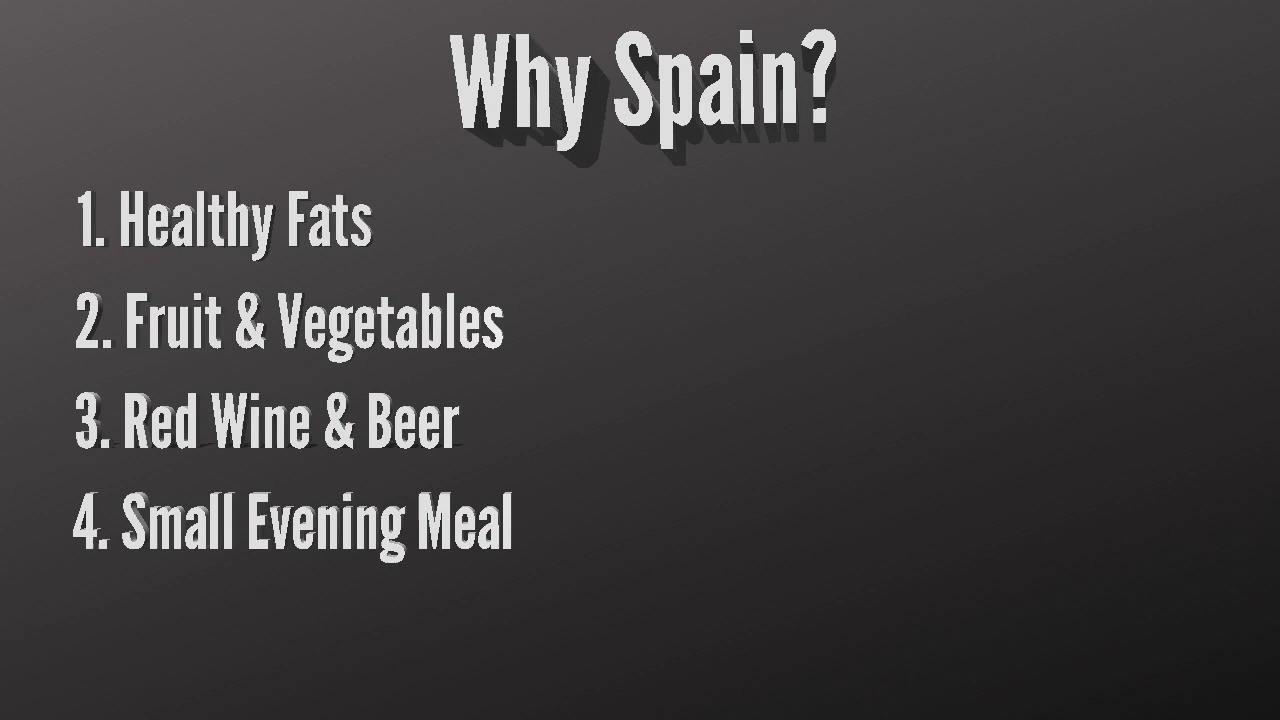 Why Spain?
1. Healthy Fats
2. Fruit & Vegetables
3. Red Wine & Beer
4. Small Evening Meal